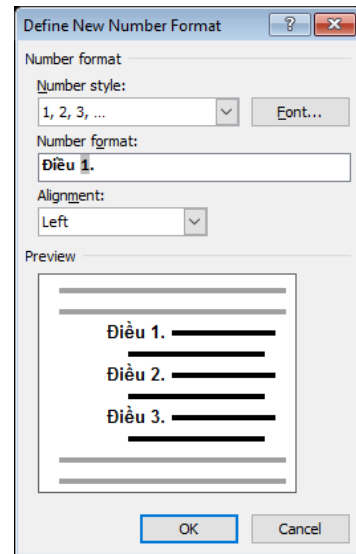 Define New Number Format
Number format
Number style:
1, 2, 3, ...
Font...
Number format:
Điều 1.
Alignment:
Left
Preview
Điều 1.
Điều 2.
Điều 3.
OK Cancel